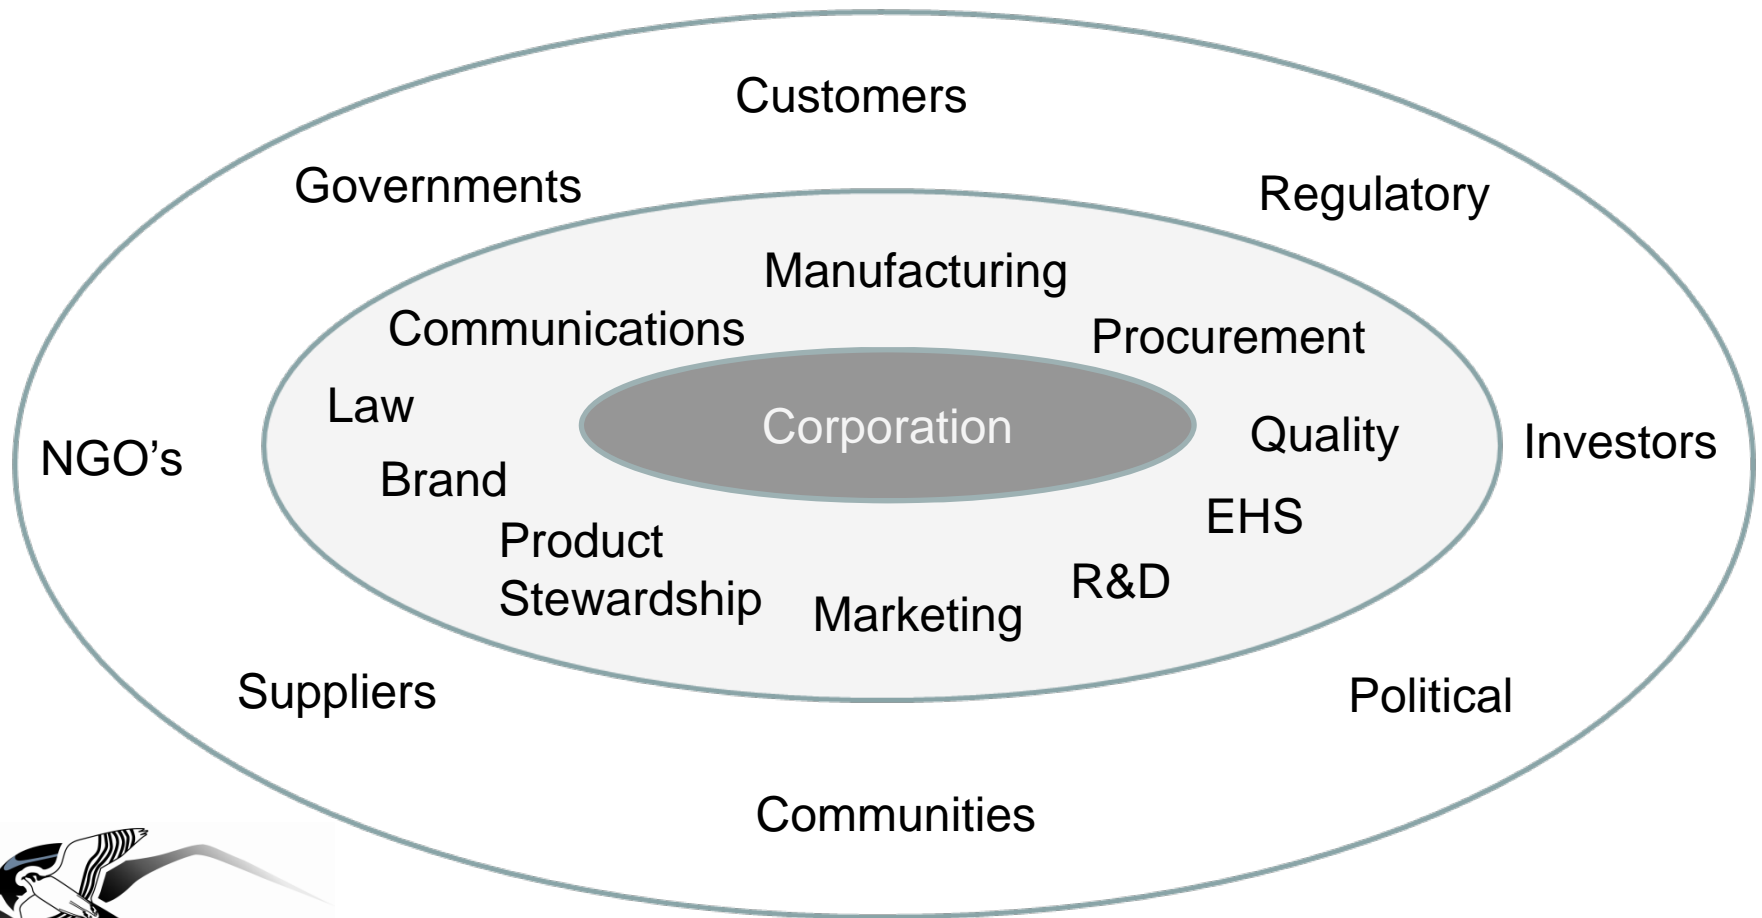 Customers
Governments
Regulatory
Manufacturing
Communications
Procurement
Law
Corporation
Quality
Investors
NGO’s
Brand
EHS
Product
Stewardship
R&D
Marketing
Suppliers
Political
Communities